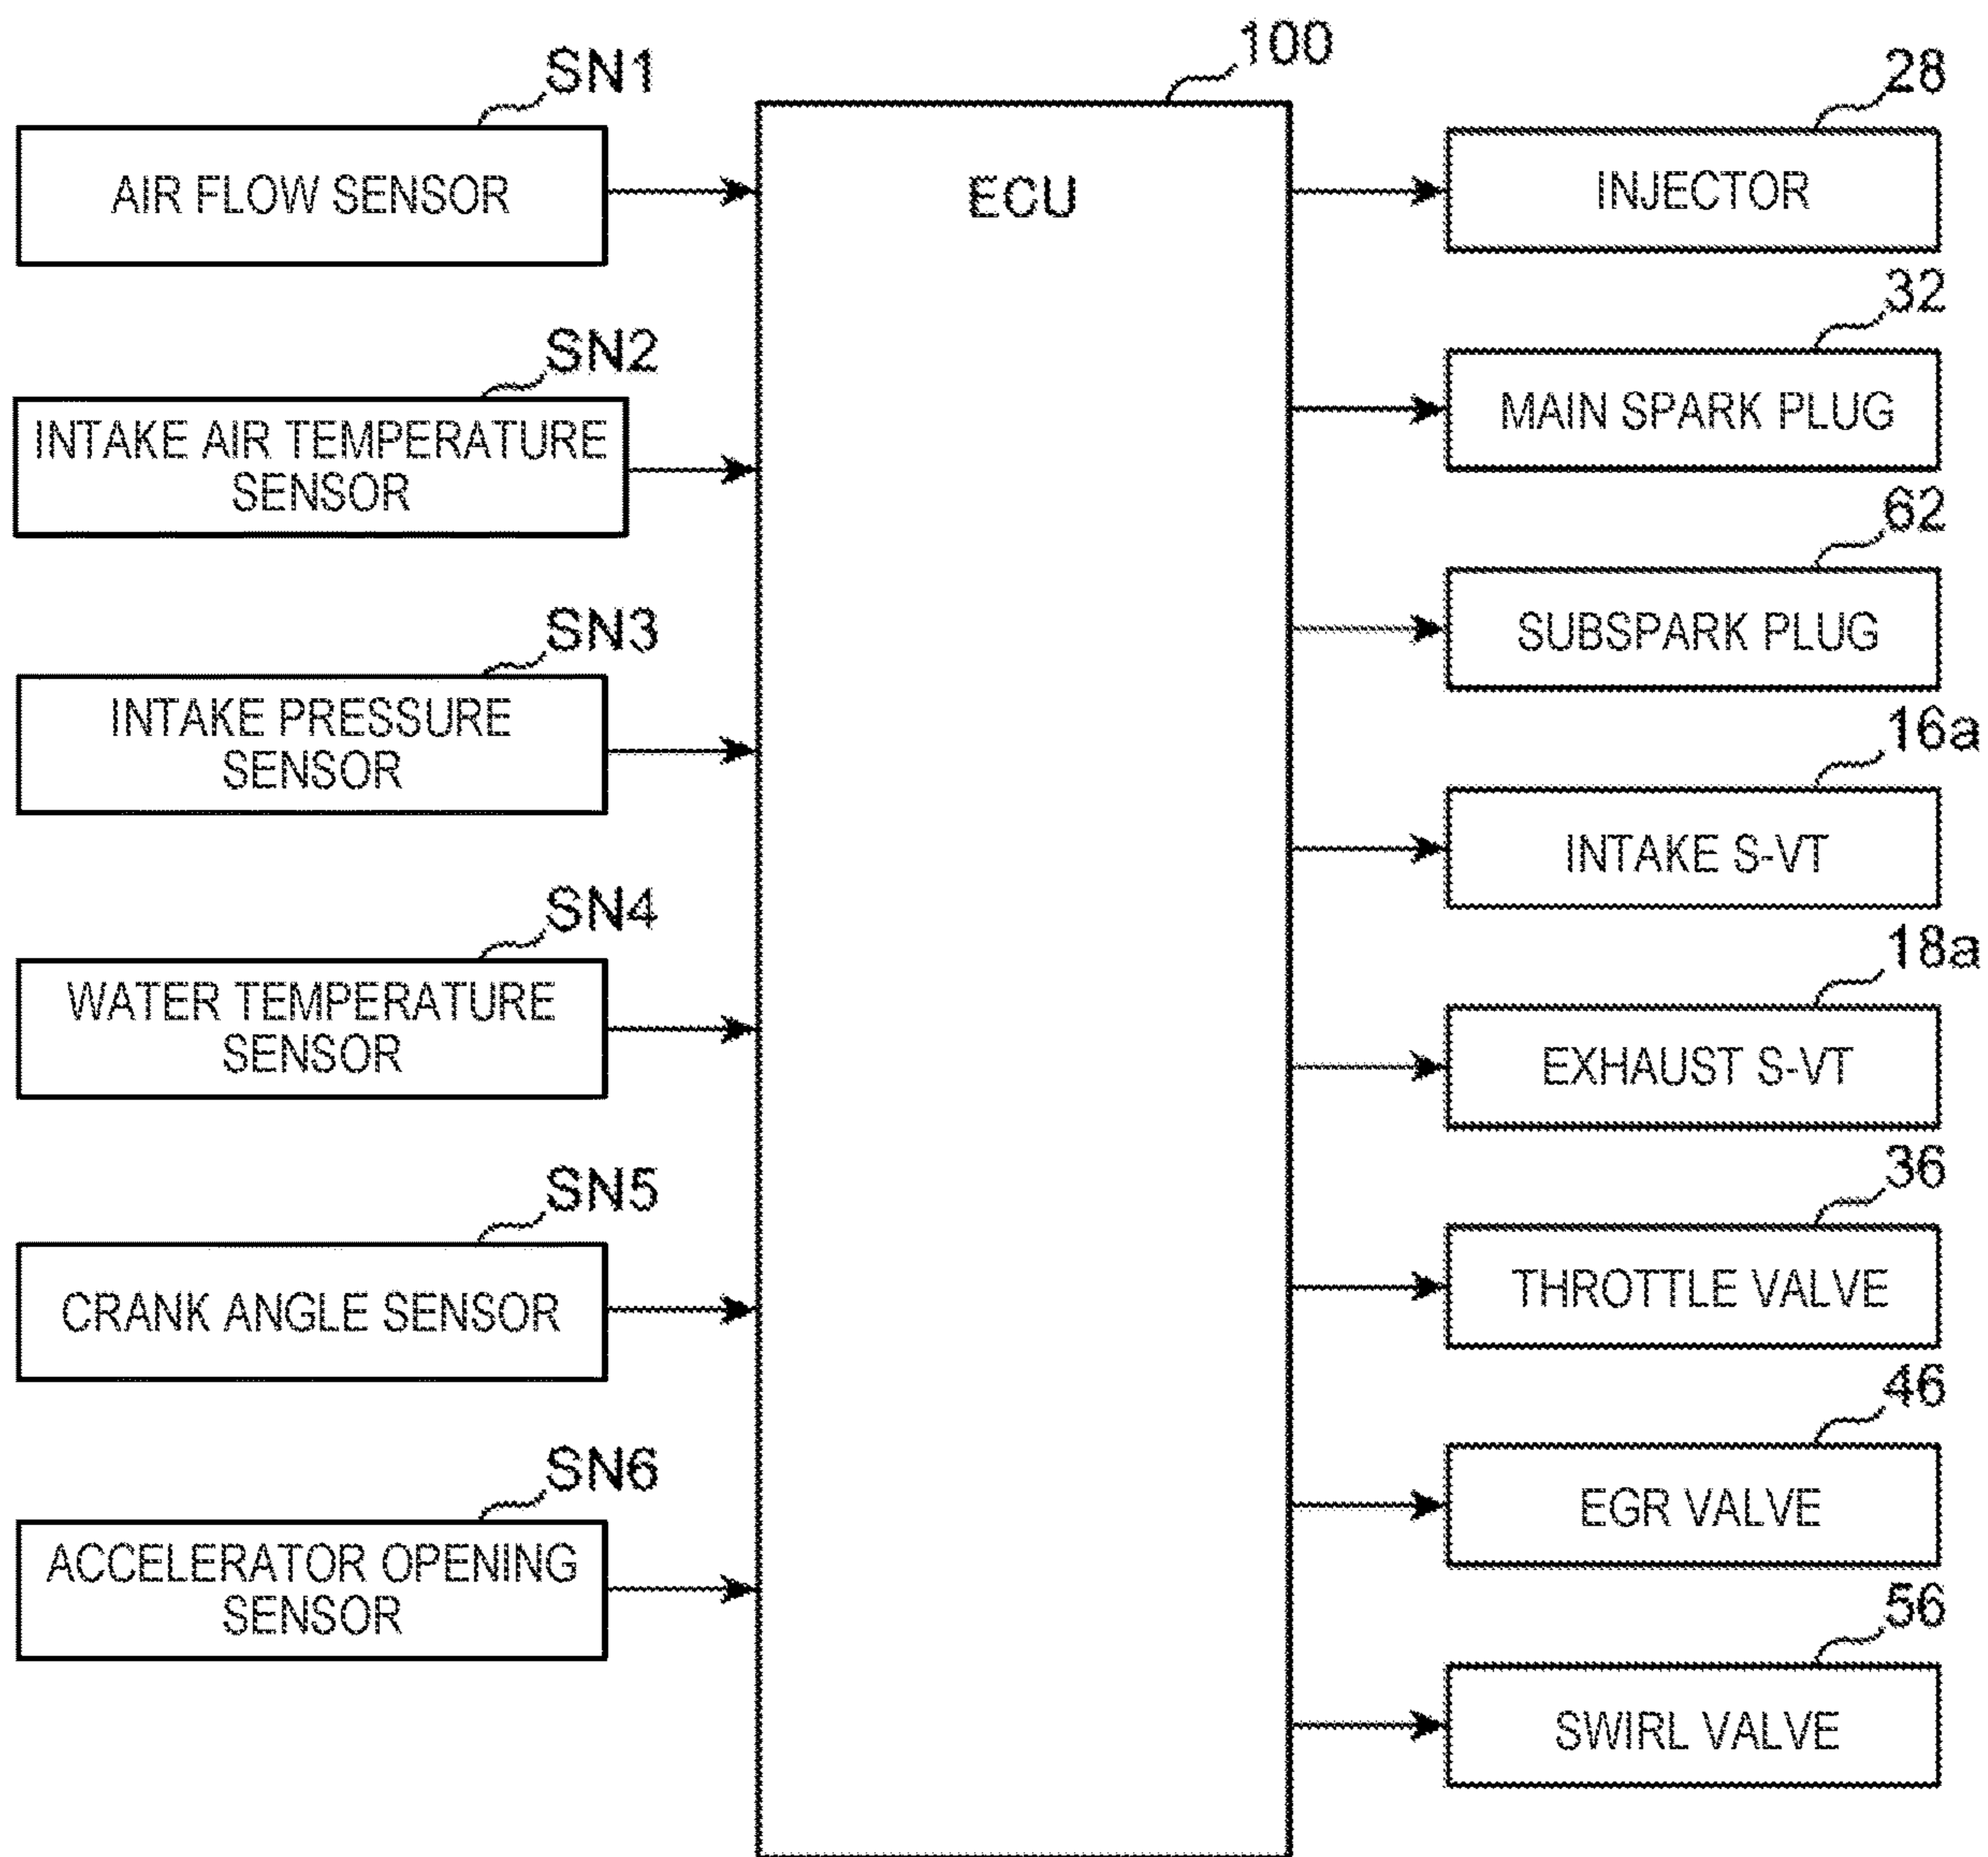 SN1
AIR FLOW SENSOR
SN2
INTAKE AIR TEMPERATURE
SENSOR
SN3
INTAKE PRESSURE
SENSOR
SN4
WATER TEMPERATURE
SENSOR
SN5
CRANK ANGLE SENSOR
SN6
ACCELERATOR OPENING
SENSOR
100
ECU
28
INJECTOR
32
MAIN SPARK PLUG
62
SUBSPARK PLUG
16a
INTAKE S-VT
18a
EXHAUST S-VT
36
THROTTLE VALVE
46
EGR VALVE
56
SWIRL VALVE